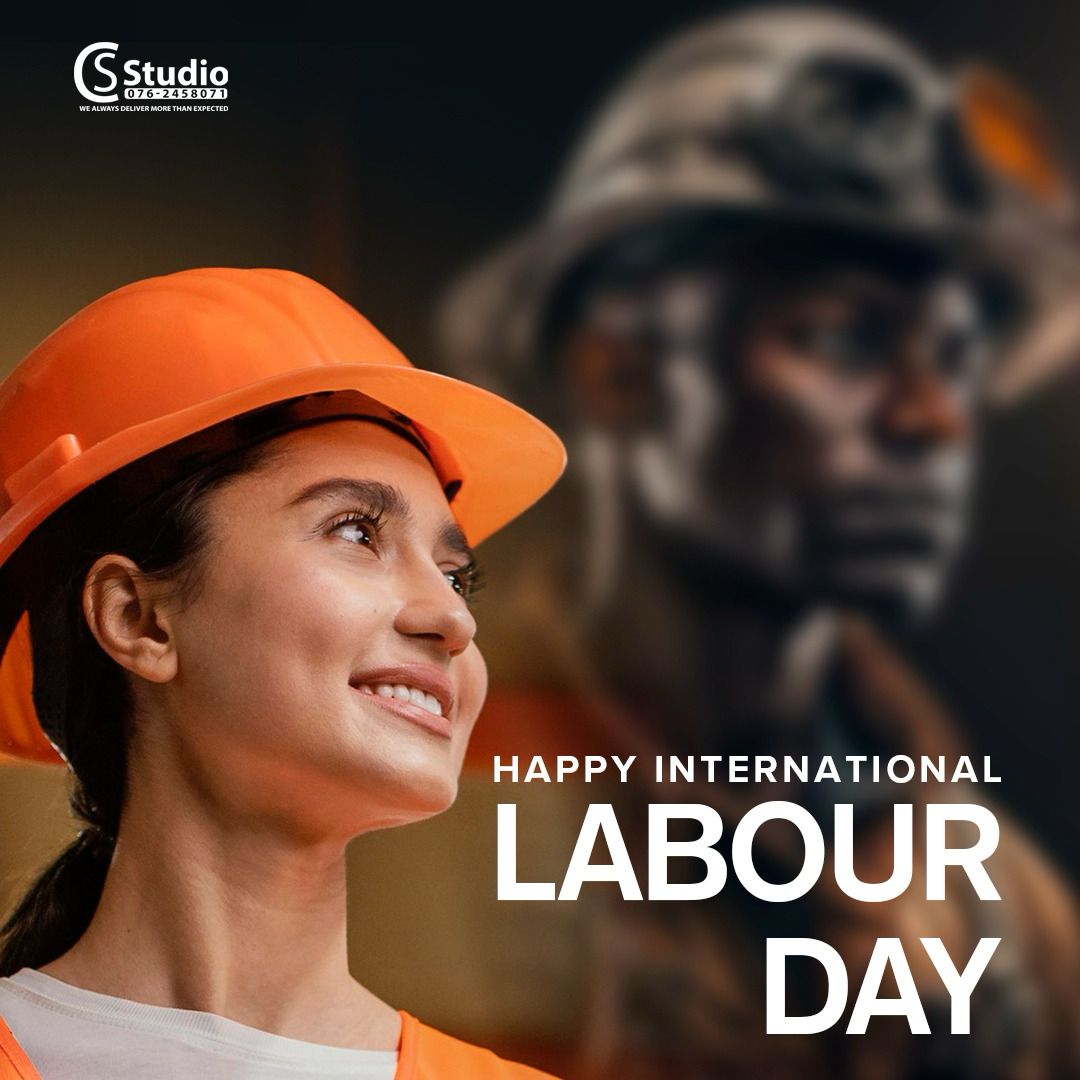 CS Studio
076-2458071
WE ALWAYS DELIVER MORE THAN EXPECTED
HAPPY INTERNATIONAL
LABOUR
DAY